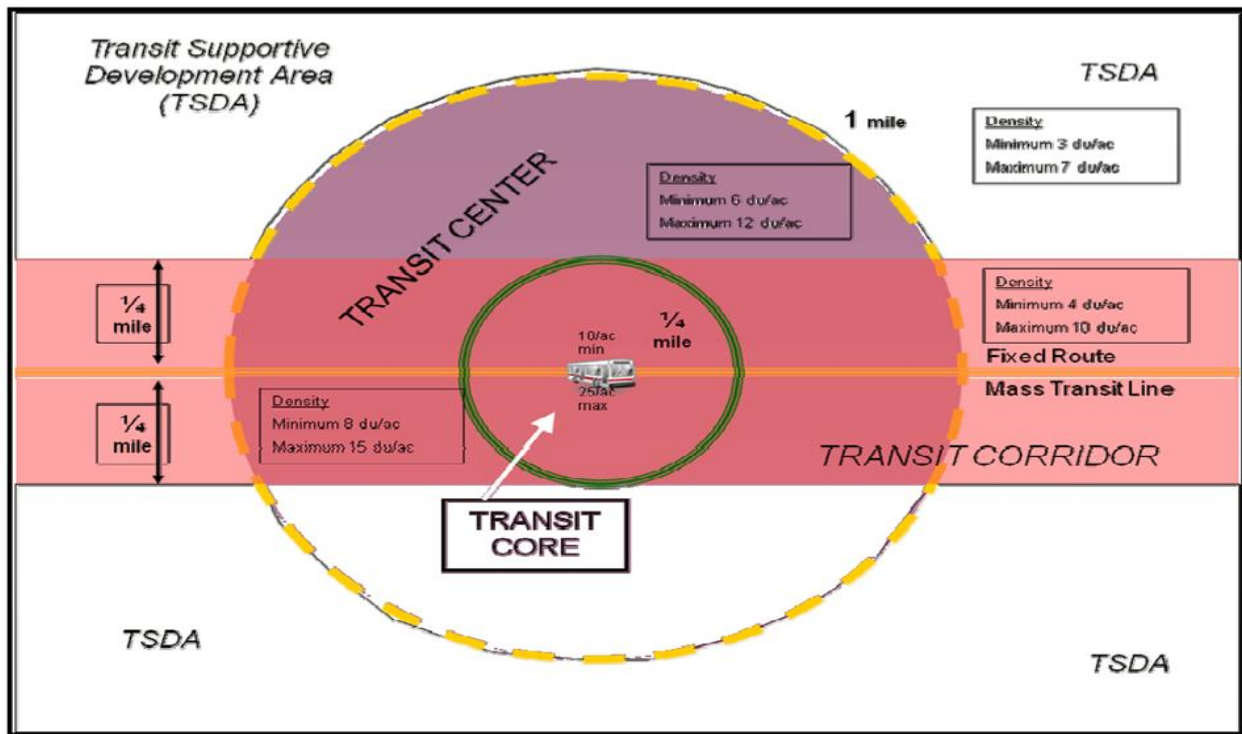 Transit Supportive
Development Area
(TSDA)
TSDA
1 mile
Density
Minimum 3 du/ac
Maximum 7 du/ac
Density
Minimum 6 du/ac
Maximum 12 du/ac
TRANSIT CENTER
¼
mile
¼
mile
10/ac
min
Density
Minimum 4 du/ac
Maximum 10 du/ac
Fixed Route
Mass Transit Line
25/ac
max
¼
mile
Density
Minimum 8 du/ac
Maximum 15 du/ac
TRANSIT CORRIDOR
TRANSIT
CORE
TSDA
TSDA